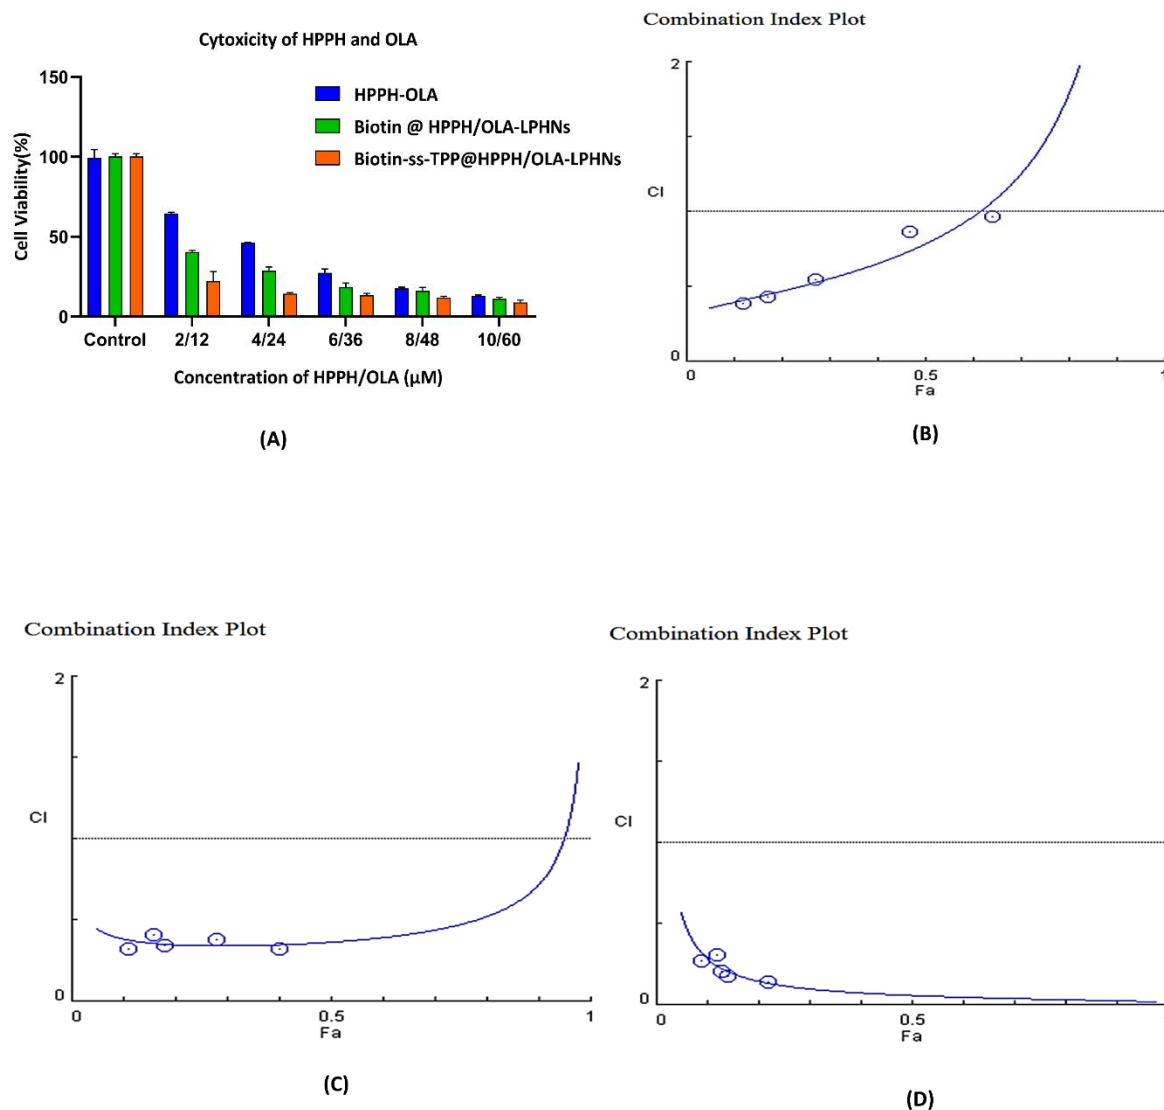 Cytoxicity of HPPH and OLA
150
100
50
0
Cell Viability(%)
HPPH-OLA
Biotin @ HPPH/OLA-LPHNs
Biotin-ss-TPP@HPPH/OLA-LPHNs
Control 2/12 4/24 6/36 8/48 10/60
Concentration of HPPH/OLA (µM)
(A)
Combination Index Plot
2
CI
0
0 0.5 1
Fa
(B)
Combination Index Plot
2
CI
0
0 0.5 1
Fa
(C)
Combination Index Plot
2
CI
0
0 0.5 1
Fa
(D)